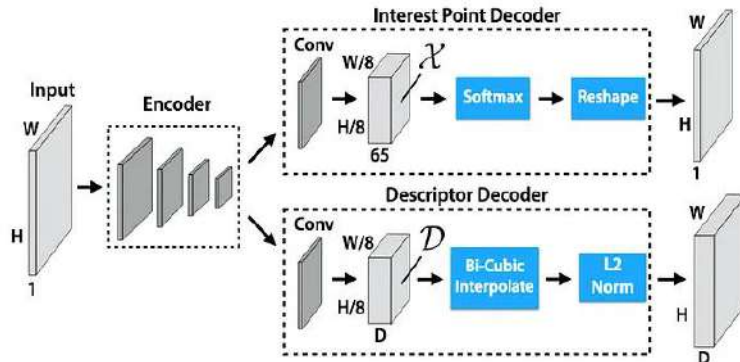 Interest Point Decoder
Conv
W/8
𝒳
W
Input
W
Encoder
Softmax
Reshape
H/8
65
H
1
H
1
Descriptor Decoder
Conv
W/8
𝒟
W
Bi-Cubic
Interpolate
L2
Norm
H/8
D
H
D